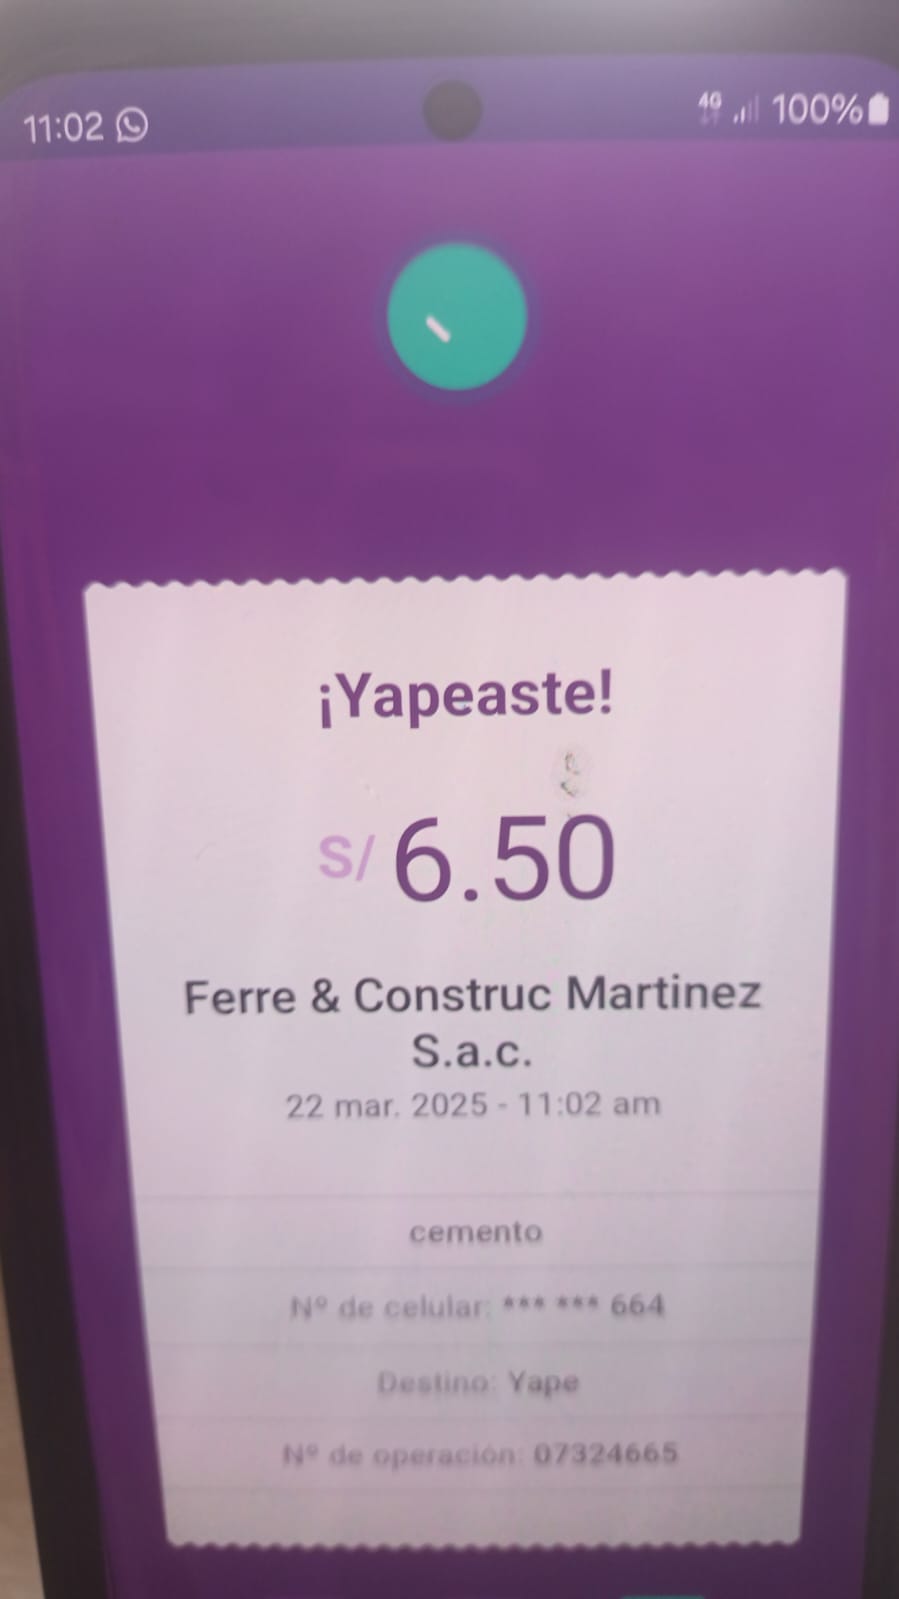 11:02 4G 100%
¡Yapeaste!
S/ 6.50
Ferre & Construc Martinez
S.a.c.
22 mar. 2025 - 11:02 am
cemento
Nº de celular: *** *** 664
Destino: Yape
Nº de operación: 07324665